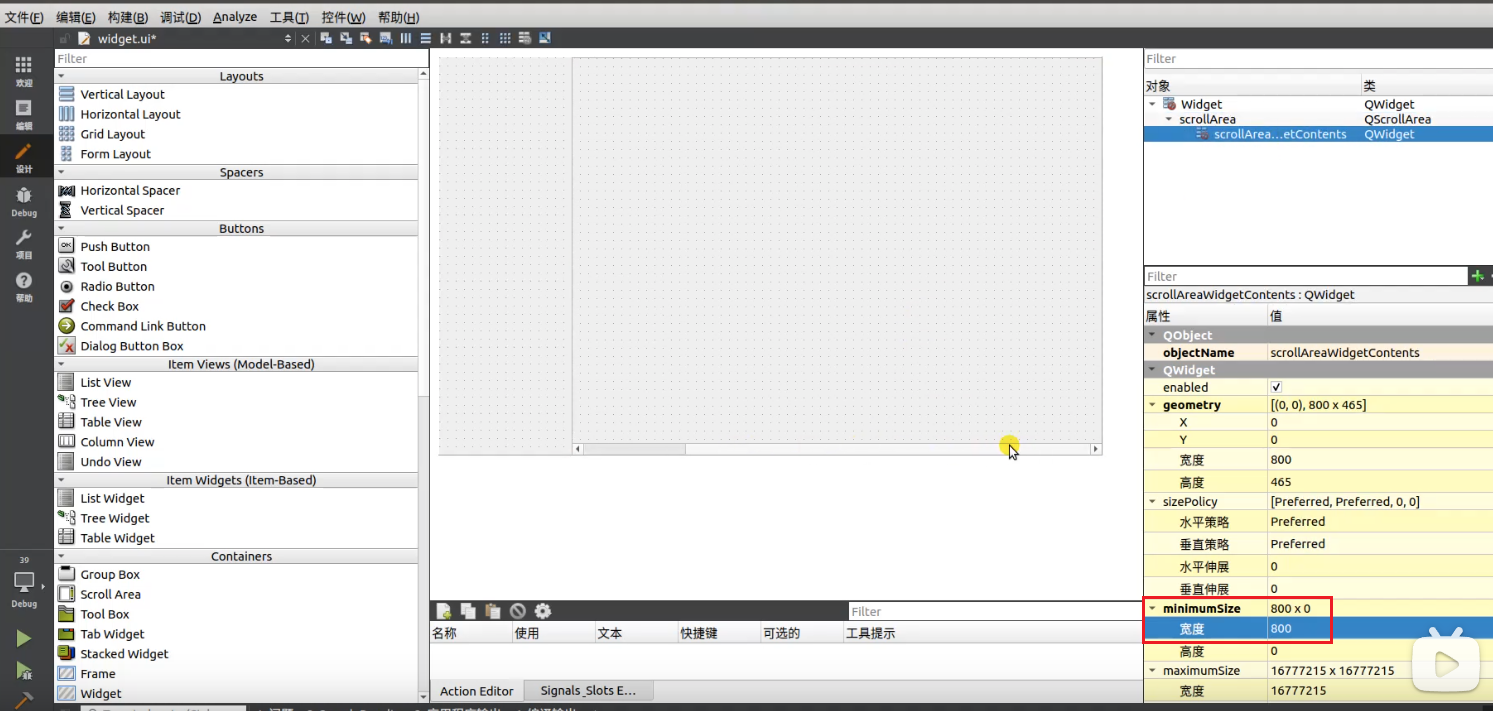 文件(F) 编辑(E) 构建(B) 调试(D) Analyze 工具(T) 控件(W) 帮助(H)
widget.ui*
欢迎
编辑
设计
Debug
项目
帮助
39
Debug
Filter
Layouts
Vertical Layout
Horizontal Layout
Grid Layout
Form Layout
Spacers
Horizontal Spacer
Vertical Spacer
Buttons
Push Button
Tool Button
Radio Button
Check Box
Command Link Button
Dialog Button Box
Item Views (Model-Based)
List View
Tree View
Table View
Column View
Undo View
Item Widgets (Item-Based)
List Widget
Tree Widget
Table Widget
Containers
Group Box
Scroll Area
Tool Box
Tab Widget
Stacked Widget
Frame
Widget
Filter
名称 使用 文本 快捷键 可选的 工具提示
Action Editor Signals_Slots E...
Filter
对象 类
Widget QWidget
scrollArea QScrollArea
scrollArea...etContents QWidget
Filter
scrollAreaWidgetContents : QWidget
属性 值
QObject
objectName scrollAreaWidgetContents
QWidget
enabled
geometry [(0, 0), 800 x 465]
X 0
Y 0
宽度 800
高度 465
sizePolicy [Preferred, Preferred, 0, 0]
水平策略 Preferred
垂直策略 Preferred
水平伸展 0
垂直伸展 0
minimumSize 800 x 0
宽度 800
高度 0
maximumSize 16777215 x 16777215
宽度 16777215